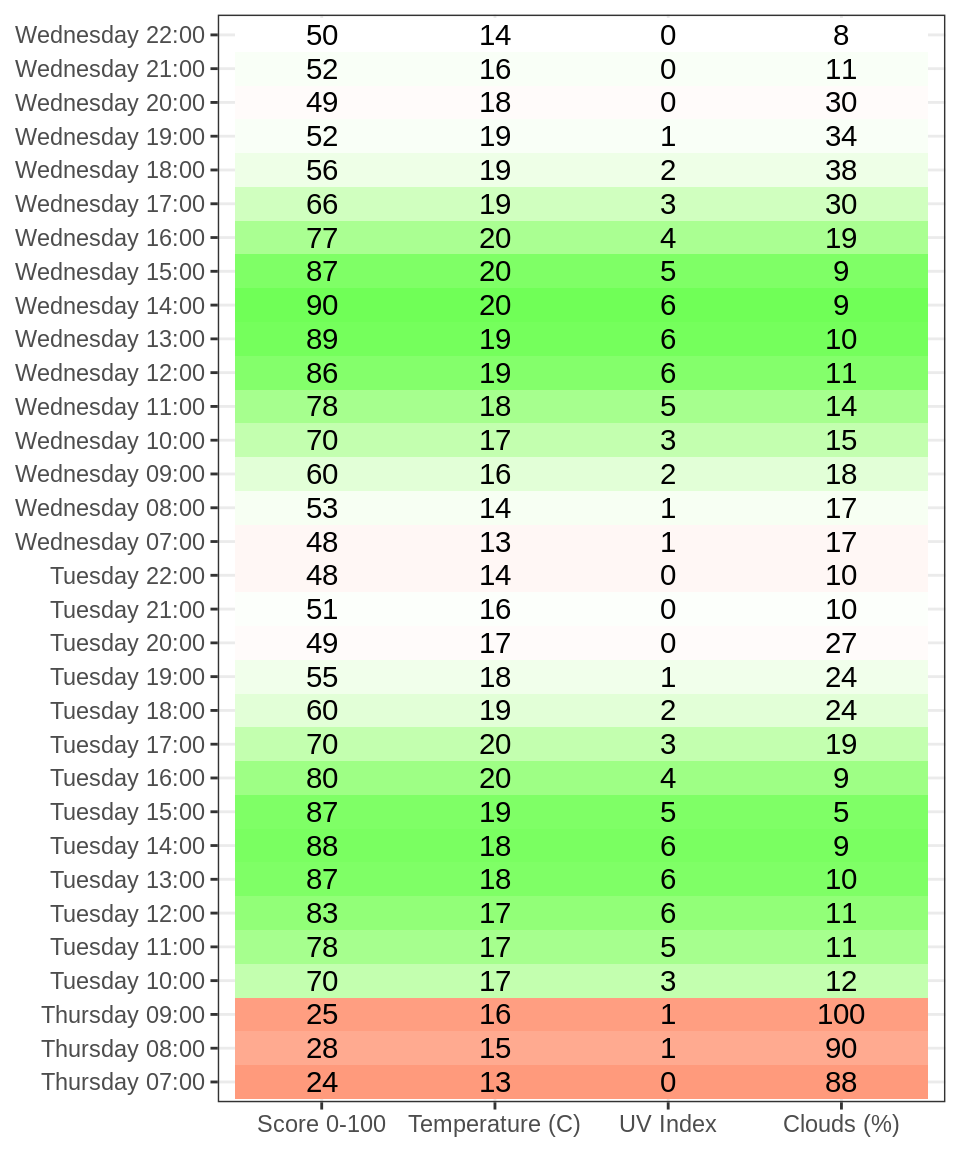 Wednesday 22:00 50 14 0 8
Wednesday 21:00 52 16 0 11
Wednesday 20:00 49 18 0 30
Wednesday 19:00 52 19 1 34
Wednesday 18:00 56 19 2 38
Wednesday 17:00 66 19 3 30
Wednesday 16:00 77 20 4 19
Wednesday 15:00 87 20 5 9
Wednesday 14:00 90 20 6 9
Wednesday 13:00 89 19 6 10
Wednesday 12:00 86 19 6 11
Wednesday 11:00 78 18 5 14
Wednesday 10:00 70 17 3 15
Wednesday 09:00 60 16 2 18
Wednesday 08:00 53 14 1 17
Wednesday 07:00 48 13 1 17
Tuesday 22:00 48 14 0 10
Tuesday 21:00 51 16 0 10
Tuesday 20:00 49 17 0 27
Tuesday 19:00 55 18 1 24
Tuesday 18:00 60 19 2 24
Tuesday 17:00 70 20 3 19
Tuesday 16:00 80 20 4 9
Tuesday 15:00 87 19 5 5
Tuesday 14:00 88 18 6 9
Tuesday 13:00 87 18 6 10
Tuesday 12:00 83 17 6 11
Tuesday 11:00 78 17 5 11
Tuesday 10:00 70 17 3 12
Thursday 09:00 25 16 1 100
Thursday 08:00 28 15 1 90
Thursday 07:00 24 13 0 88
Score 0-100 Temperature (C) UV Index Clouds (%)